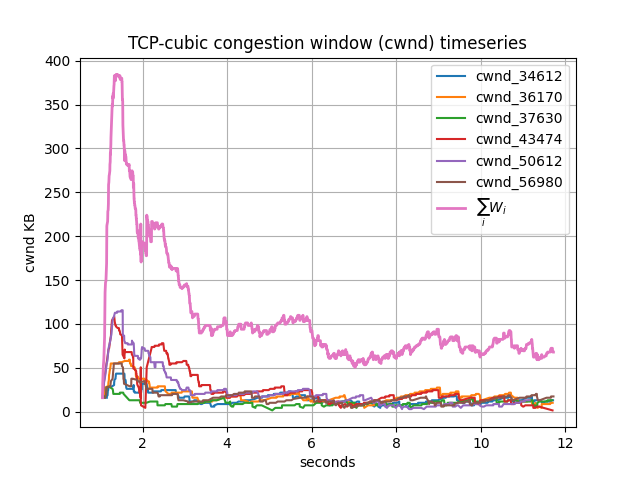 TCP-cubic congestion window (cwnd) timeseries
400
350
300
250
200
150
100
50
0
cwnd KB
cwnd_34612
cwnd_36170
cwnd_37630
cwnd_43474
cwnd_50612
cwnd_56980
∑ᵢ Wᵢ
2 4 6 8 10 12
seconds